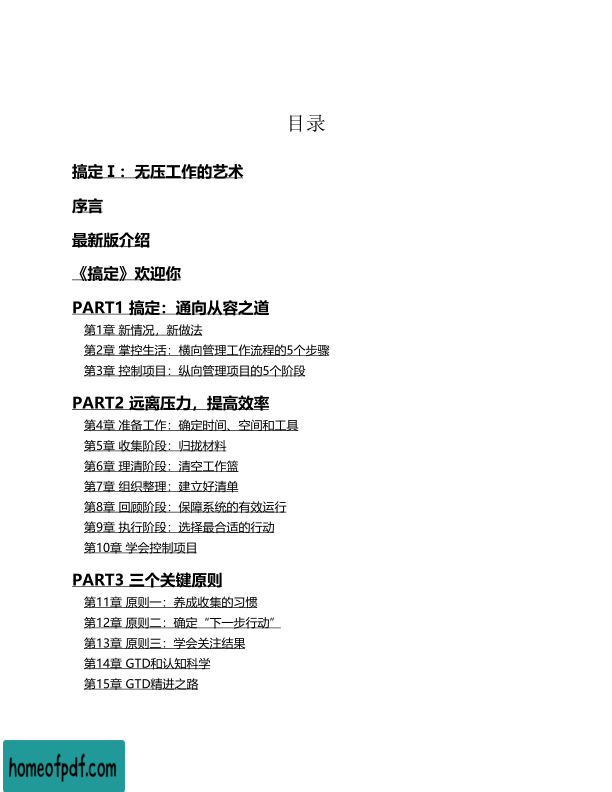 目录
搞定Ⅰ：无压工作的艺术
序言
最新版介绍
《搞定》欢迎你
PART1 搞定：通向从容之道
第1章 新情况，新做法
第2章 掌控生活：横向管理工作流程的5个步骤
第3章 控制项目：纵向管理项目的5个阶段
PART2 远离压力，提高效率
第4章 准备工作：确定时间、空间和工具
第5章 收集阶段：归拢材料
第6章 理清阶段：清空工作篮
第7章 组织整理：建立好清单
第8章 回顾阶段：保障系统的有效运行
第9章 执行阶段：选择最合适的行动
第10章 学会控制项目
PART3 三个关键原则
第11章 原则一：养成收集的习惯
第12章 原则二：确定“下一步行动”
第13章 原则三：学会关注结果
第14章 GTD和认知科学
第15章 GTD精进之路
homeofpdf.com